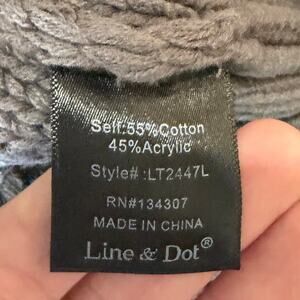 Self:55%Cotton
45%Acrylic
Style#:LT2447L
RN#134307
MADE IN CHINA
Line & Dot®